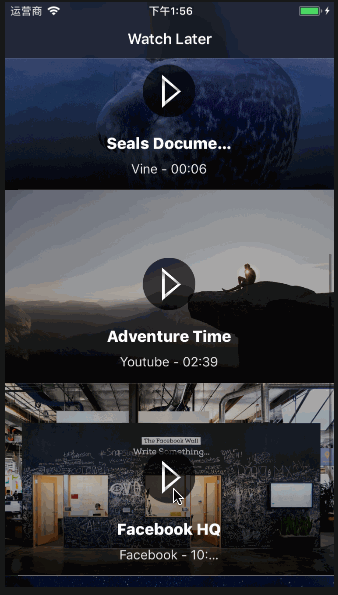 运营商 下午1:56
Watch Later
Seals Docume...
Vine - 00:06
Adventure Time
Youtube - 02:39
The Facebook Wall
Write Something...
Facebook HQ
Facebook - 10:...